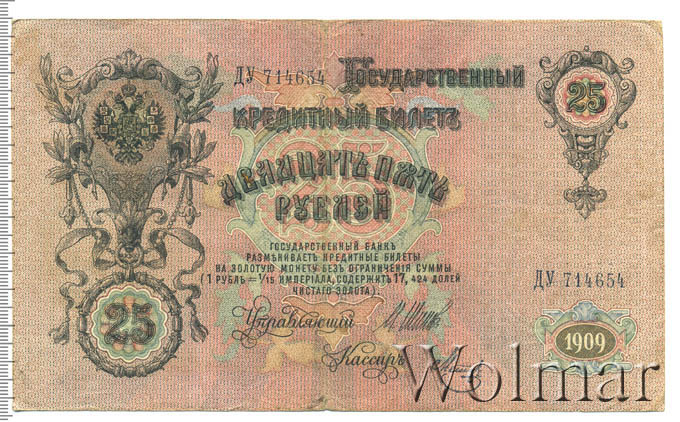 ДУ 714654 Государственный
25
Кредитный Билетъ
Двадцать пять
Рублей
25
Государственный банкъ
размѣниваетъ кредитные билеты
на золотую монету безъ ограниченія суммы
(1 рубль = 1/15 имперіала, содержитъ 17,424 долей
чистаго золота).
ДУ 714654
Управляющій
25
1909
Кассиръ
Wolmar